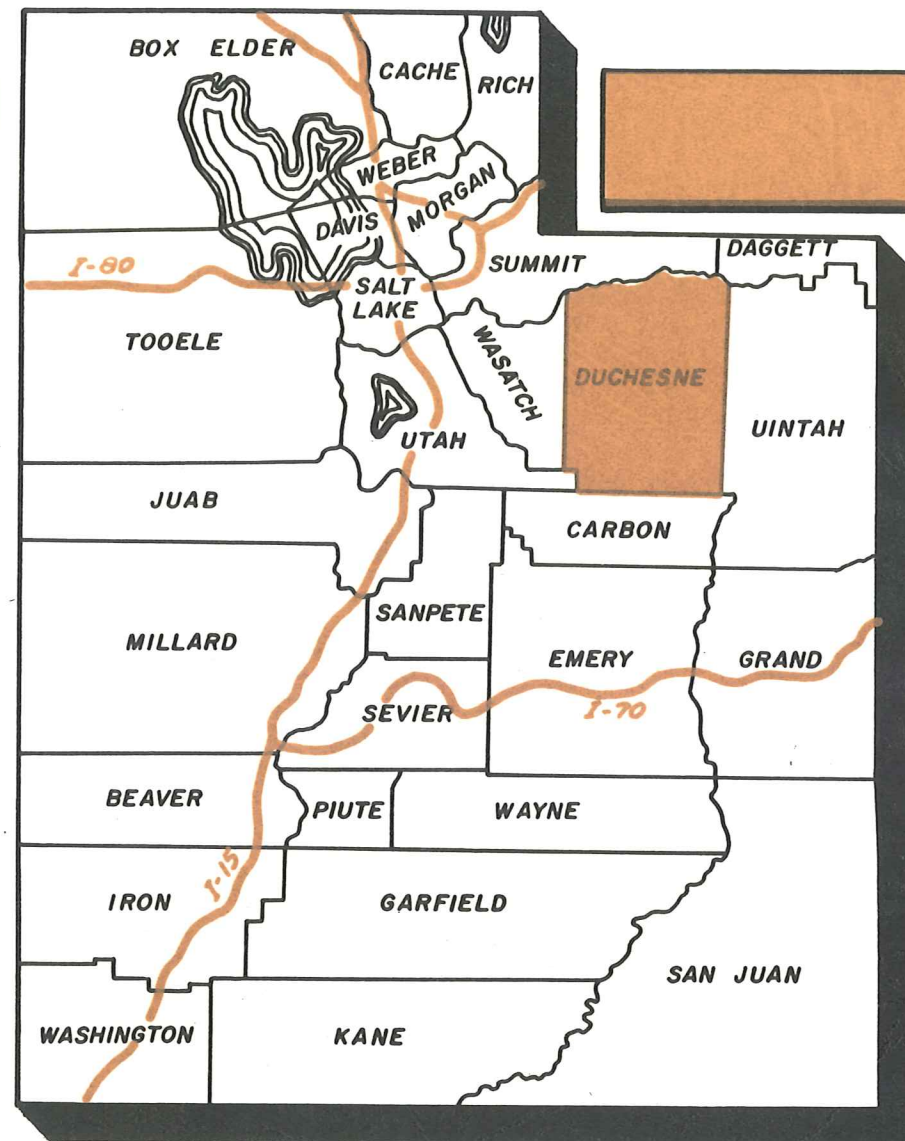 BOX ELDER
CACHE
RICH
WEBER
MORGAN
DAVIS
DAGGETT
SUMMIT
I-80
SALT
LAKE
TOOELE
WASATCH
DUCHESNE
UINTAH
UTAH
JUAB
CARBON
SANPETE
MILLARD
EMERY
GRAND
SEVIER
I-70
BEAVER
PIUTE
WAYNE
I-15
IRON
GARFIELD
SAN JUAN
WASHINGTON
KANE